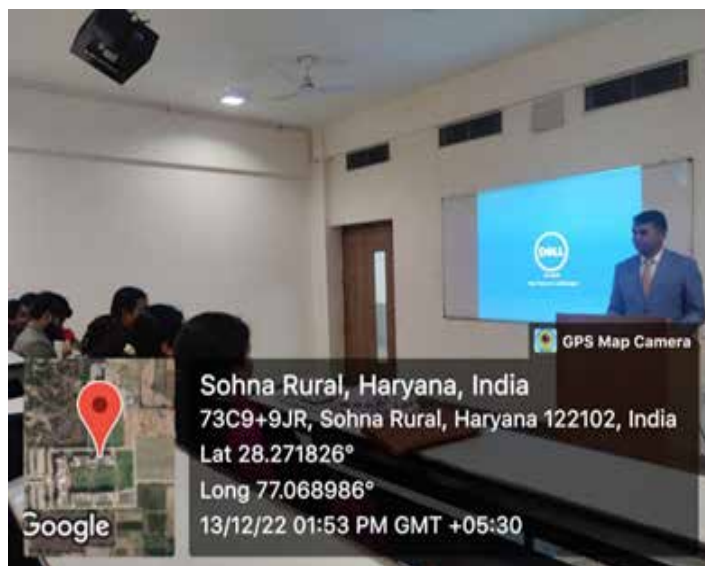 DELL
GPS Map Camera
Sohna Rural, Haryana, India
73C9+9JR, Sohna Rural, Haryana 122102, India
Lat 28.271826°
Long 77.068986°
13/12/22 01:53 PM GMT +05:30
Google